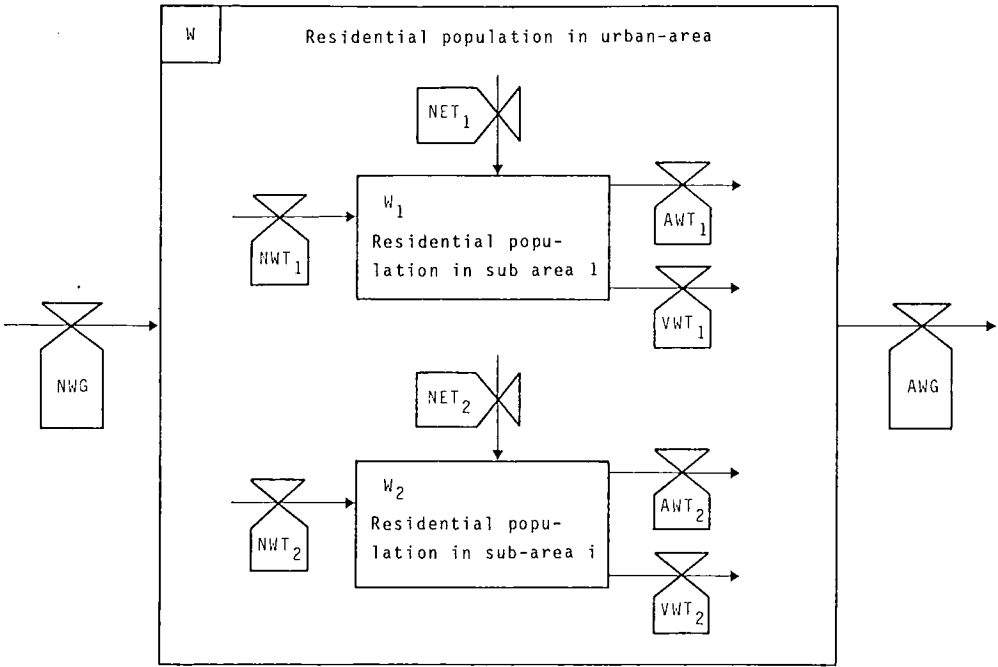 W
Residential population in urban-area
NET₁
W₁
Residential popu-
lation in sub area 1
NWT₁
AWT₁
VWT₁
NWG
AWG
NET₂
W₂
Residential popu-
lation in sub-area i
NWT₂
AWT₂
VWT₂